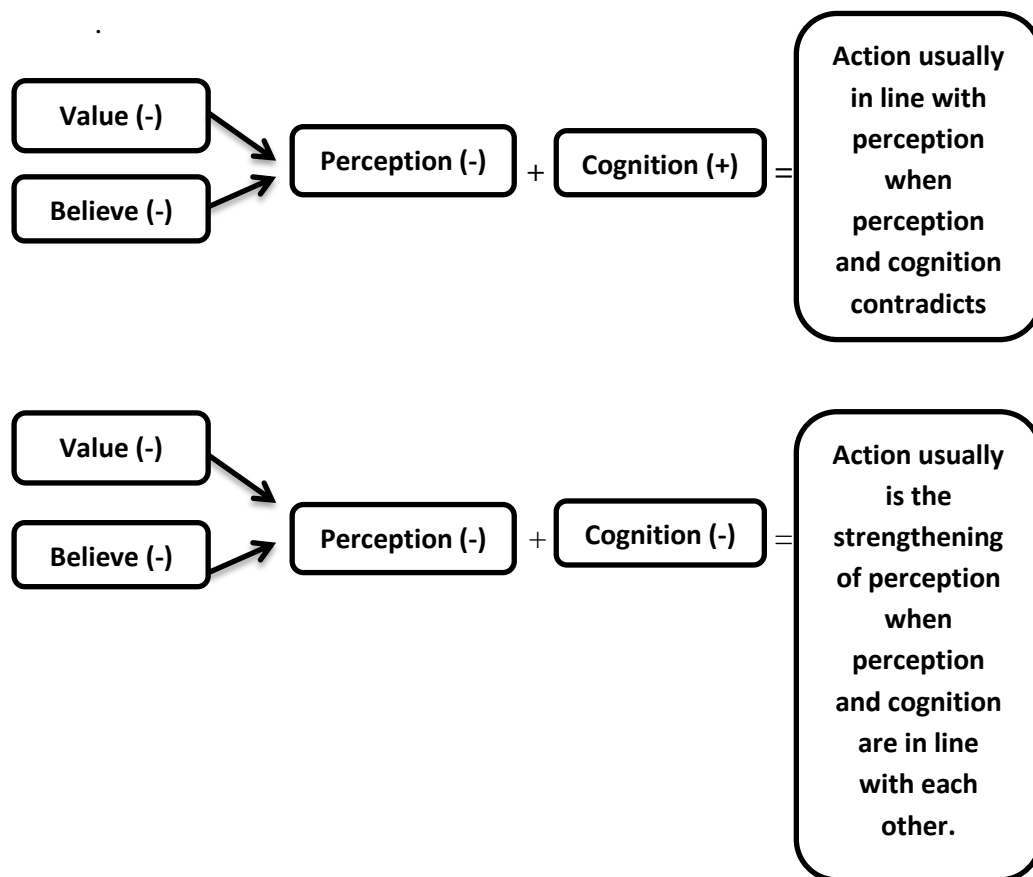 .
Value (-)
Believe (-)
Perception (-)
+
Cognition (+)
=
Action usually
in line with
perception
when
perception
and cognition
contradicts
Value (-)
Believe (-)
Perception (-)
+
Cognition (-)
=
Action usually
is the
strengthening
of perception
when
perception
and cognition
are in line
with each
other.